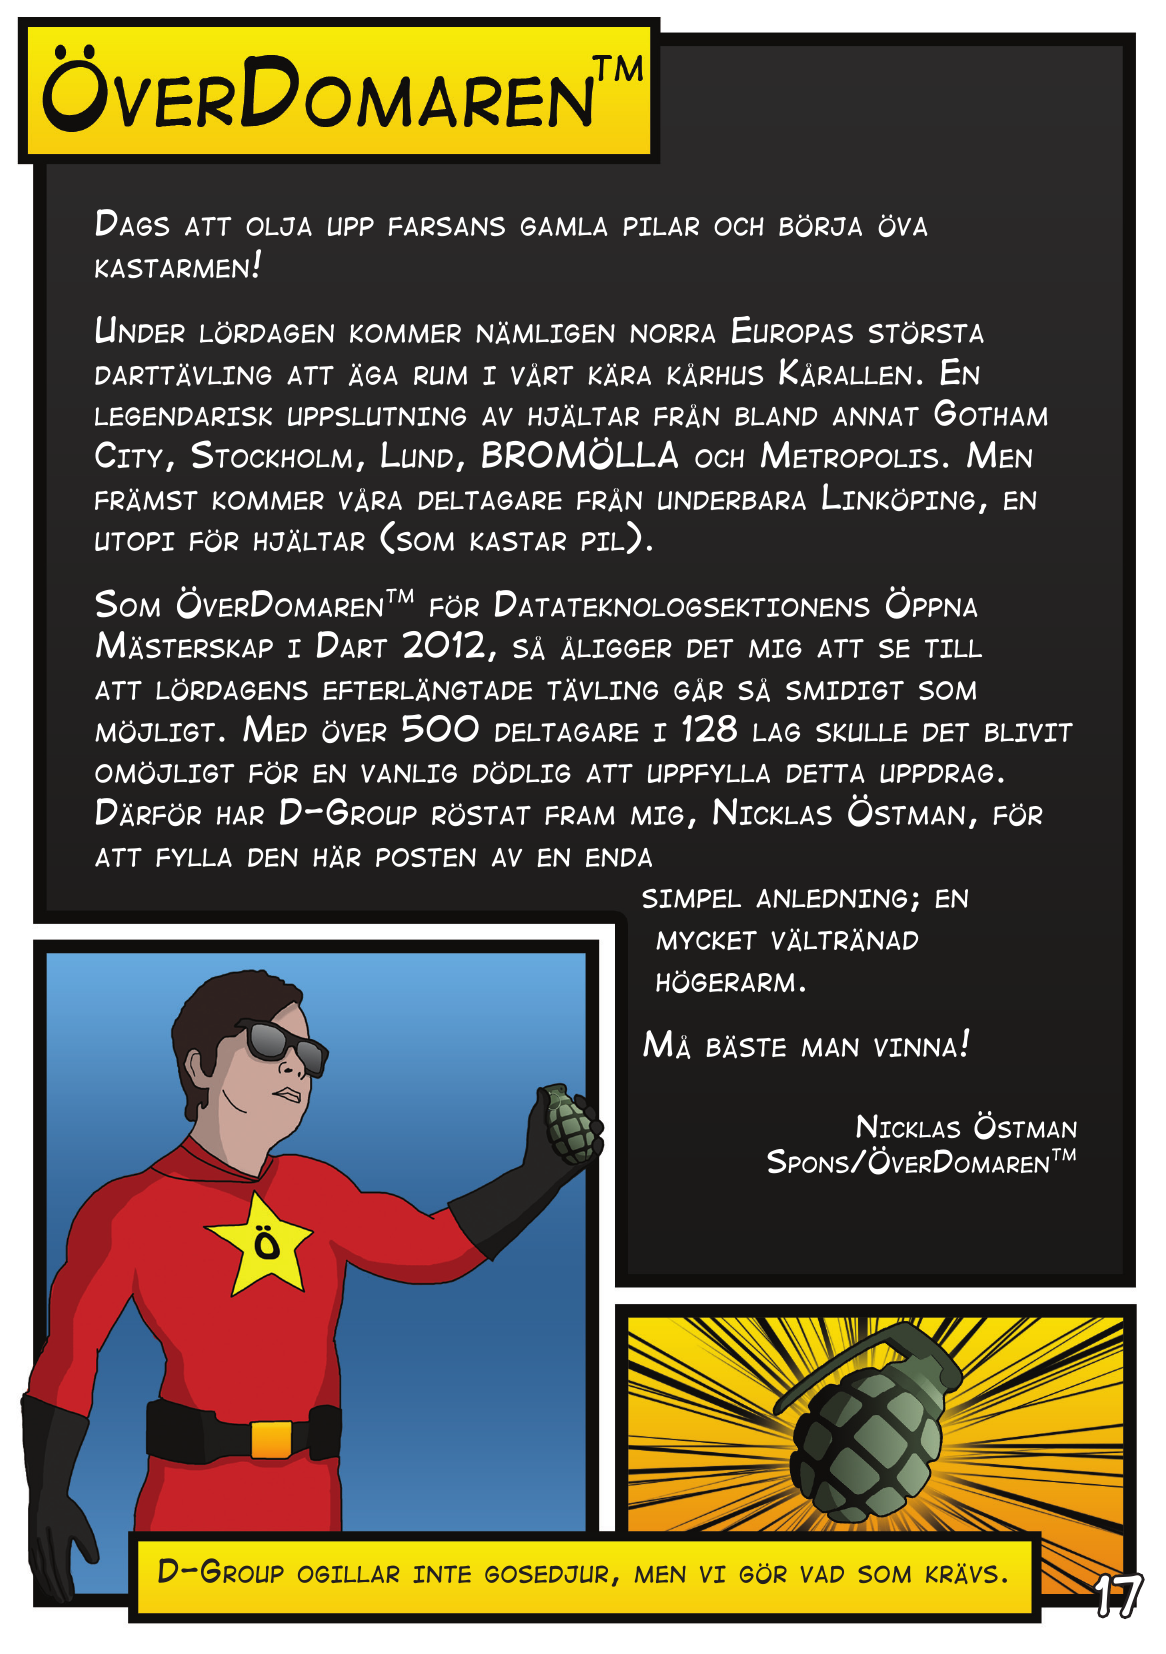 ÖverDomaren™
Dags att olja upp farsans gamla pilar och börja öva
kastarmen!
Under lördagen kommer nämligen norra Europas största
darttävling att äga rum i vårt kära kårhus Kårallen. En
legendarisk uppslutning av hjältar från bland annat Gotham
City, Stockholm, Lund, BROMÖLLA och Metropolis. Men
främst kommer våra deltagare från underbara Linköping, en
utopi för hjältar (som kastar pil).
Som ÖverDomaren™ för Datateknologsektionens Öppna
Mästerskap i Dart 2012, så åligger det mig att se till
att lördagens efterlängtade tävling går så smidigt som
möjligt. Med över 500 deltagare i 128 lag skulle det blivit
omöjligt för en vanlig dödlig att uppfylla detta uppdrag.
Därför har D-Group röstat fram mig, Nicklas Östman, för
att fylla den här posten av en enda
simpel anledning; en
mycket vältränad
högerarm.
Må bäste man vinna!
Nicklas Östman
Spons/ÖverDomaren™
Ö
D-Group ogillar inte gosedjur, men vi gör vad som krävs.
17